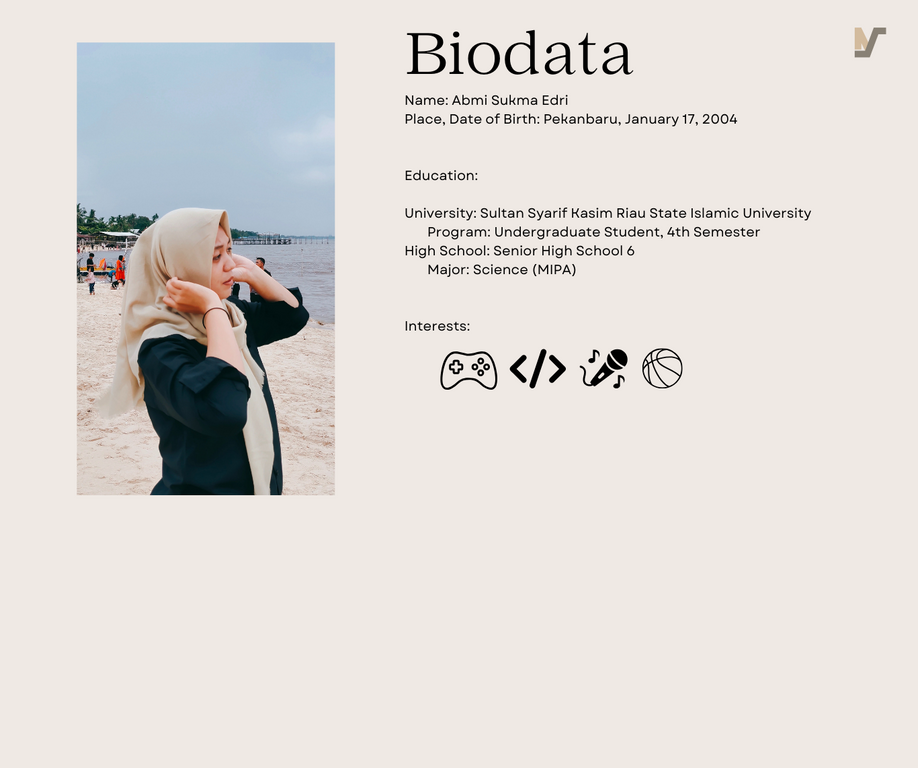 Biodata
Name: Abmi Sukma Edri
Place, Date of Birth: Pekanbaru, January 17, 2004
Education:
University: Sultan Syarif Kasim Riau State Islamic University
Program: Undergraduate Student, 4th Semester
High School: Senior High School 6
Major: Science (MIPA)
Interests: